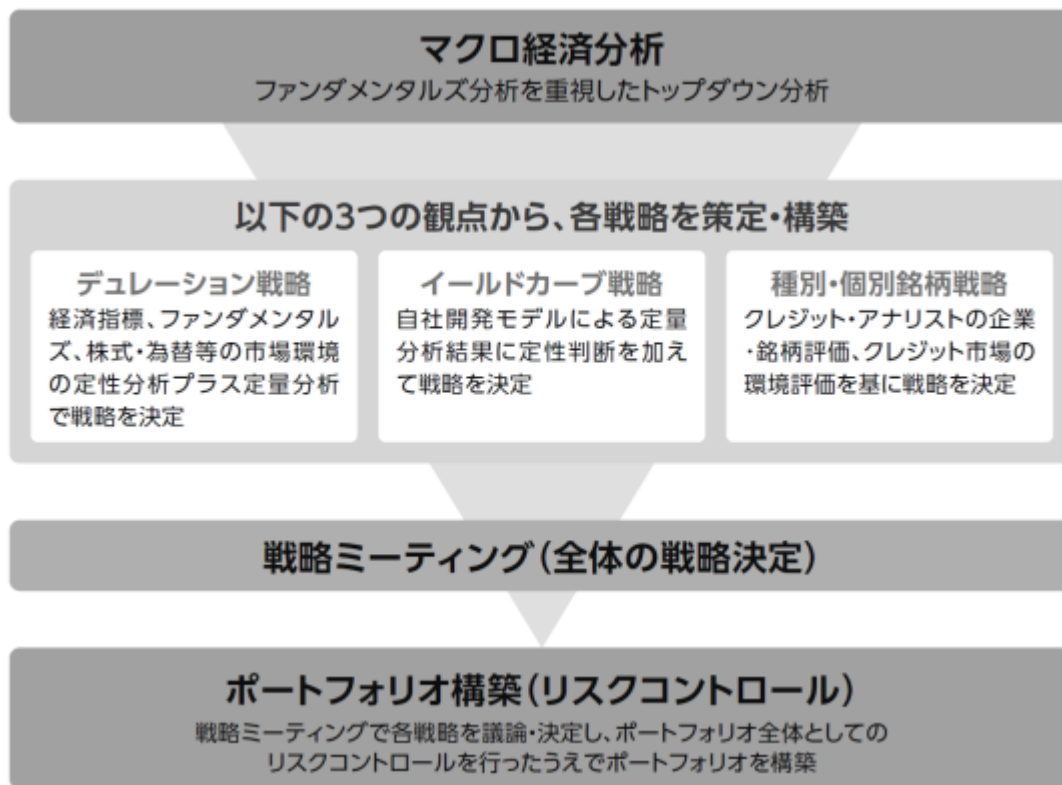 マクロ経済分析
ファンダメンタルズ分析を重視したトップダウン分析
以下の3つの観点から、各戦略を策定・構築
デュレーション戦略
経済指標、ファンダメンタル
ズ、株式・為替等の市場環境
の定性分析プラス定量分析
で戦略を決定
イールドカーブ戦略
自社開発モデルによる定量
分析結果に定性判断を加え
て戦略を決定
種別・個別銘柄戦略
クレジット・アナリストの企業
・銘柄評価、クレジット市場の
環境評価を基に戦略を決定
戦略ミーティング(全体の戦略決定)
ポートフォリオ構築(リスクコントロール)
戦略ミーティングで各戦略を議論・決定し、ポートフォリオ全体としての
リスクコントロールを行ったうえでポートフォリオを構築